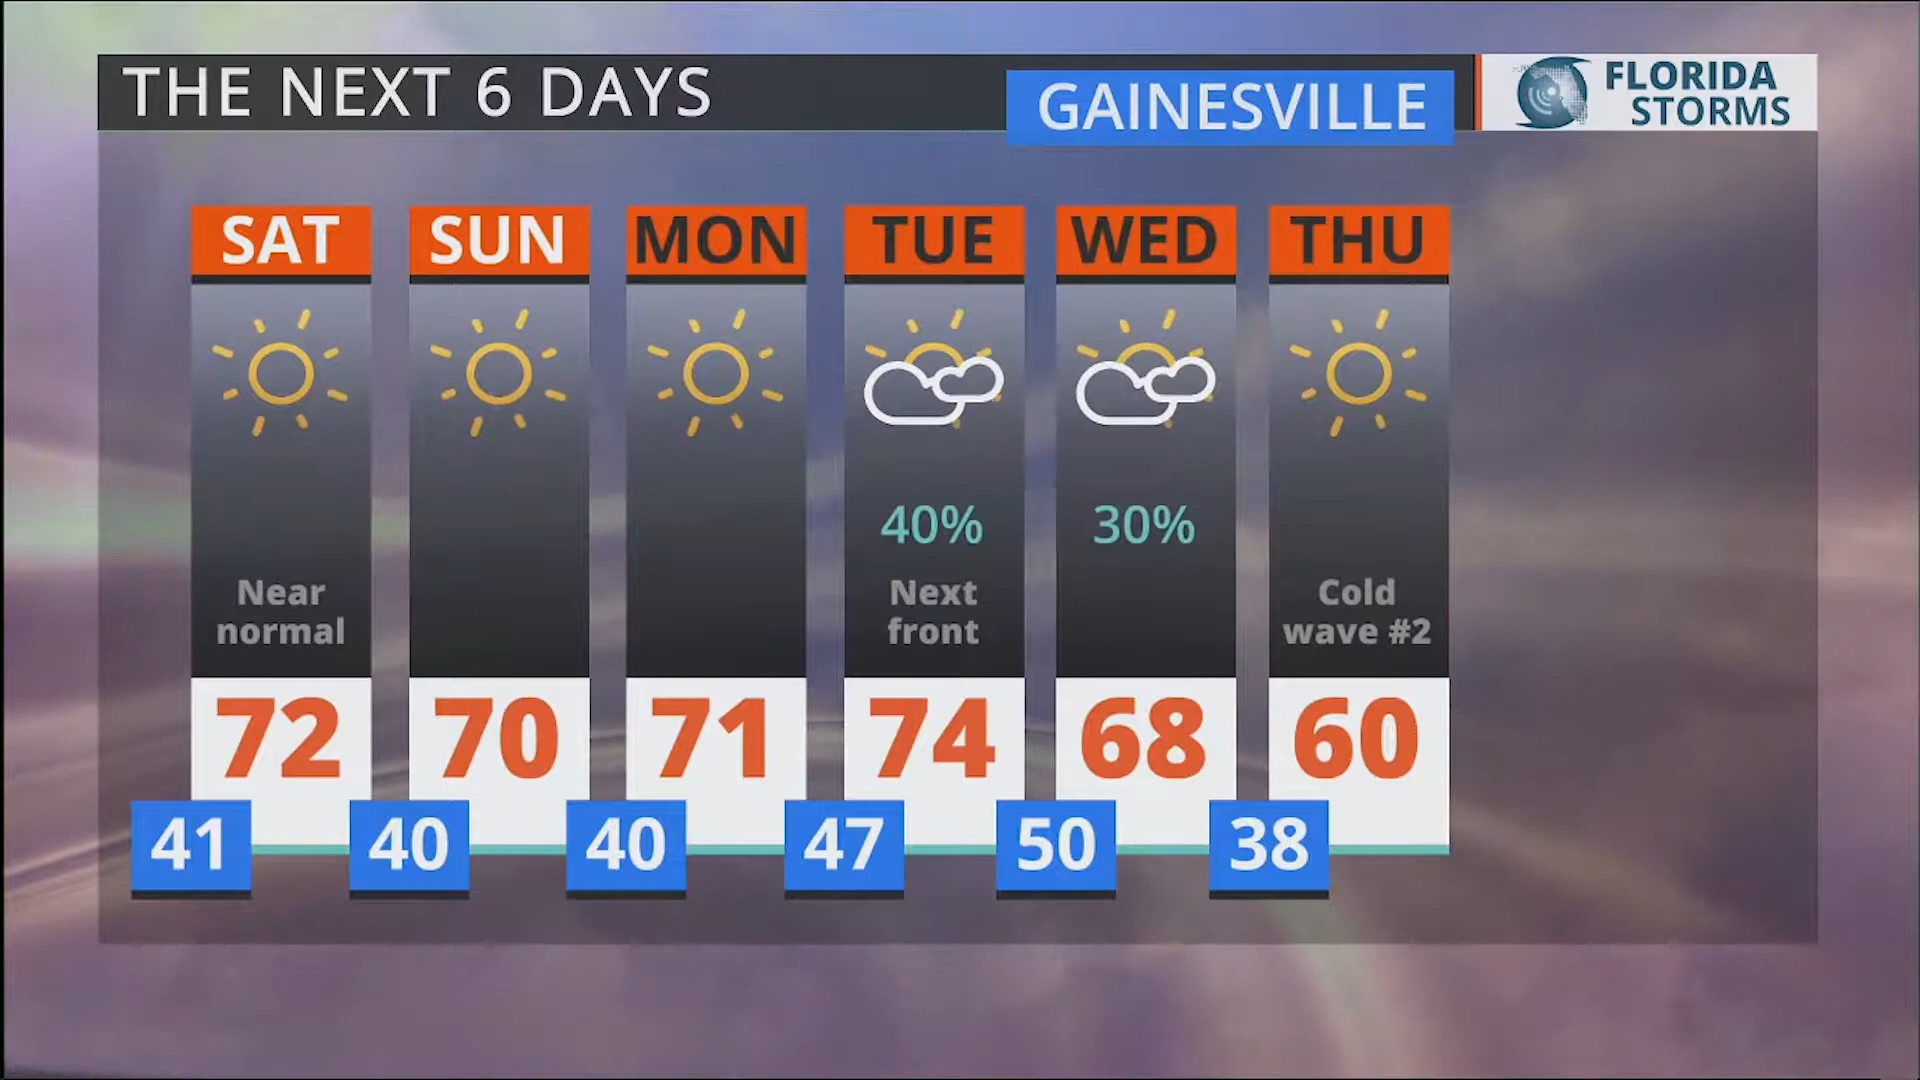 THE NEXT 6 DAYS
GAINESVILLE
FLORIDA
STORMS
SAT SUN MON TUE WED THU
40% 30%
Near
normal
Next
front
Cold
wave #2
72 70 71 74 68 60
41 40 40 47 50 38